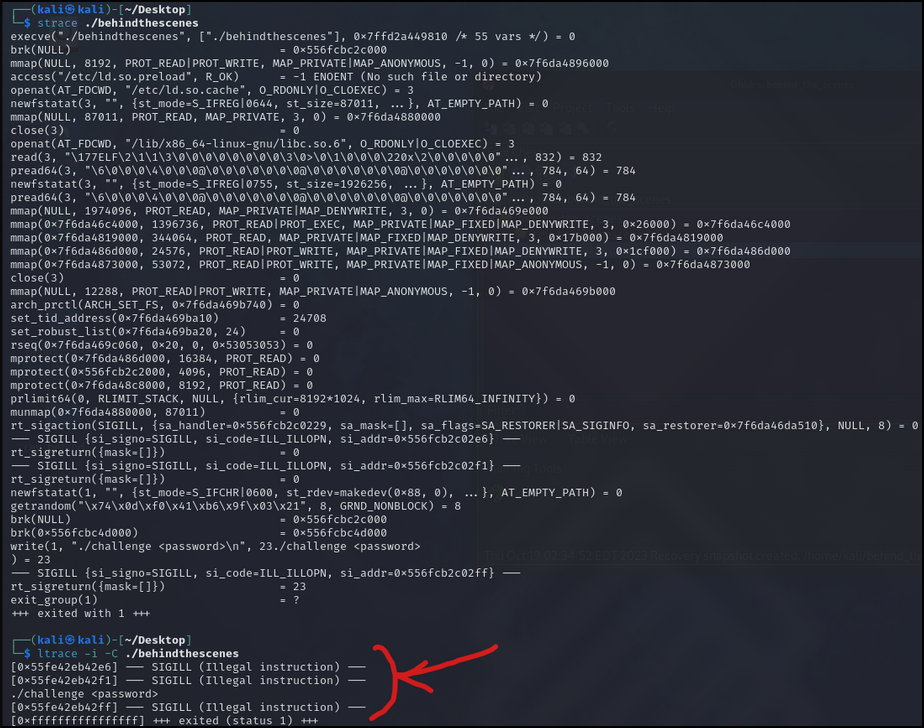 ┌──(kali㉿kali)-[~/Desktop]
└─$ strace ./behindthescenes
execve("./behindthescenes", ["./behindthescenes"], 0×7ffd2a449810 /* 55 vars */) = 0
brk(NULL) = 0×556fcbc2c000
mmap(NULL, 8192, PROT_READ|PROT_WRITE, MAP_PRIVATE|MAP_ANONYMOUS, -1, 0) = 0×7f6da4896000
access("/etc/ld.so.preload", R_OK) = -1 ENOENT (No such file or directory)
openat(AT_FDCWD, "/etc/ld.so.cache", O_RDONLY|O_CLOEXEC) = 3
newfstatat(3, "", {st_mode=S_IFREG|0644, st_size=87011, ...}, AT_EMPTY_PATH) = 0
mmap(NULL, 87011, PROT_READ, MAP_PRIVATE, 3, 0) = 0×7f6da4880000
close(3) = 0
openat(AT_FDCWD, "/lib/x86_64-linux-gnu/libc.so.6", O_RDONLY|O_CLOEXEC) = 3
read(3, "\177ELF\2\1\1\3\0\0\0\0\0\0\0\0\3\0>\0\1\0\0\0\220x\2\0\0\0\0\0"..., 832) = 832
pread64(3, "\6\0\0\0\4\0\0\0@\0\0\0\0\0\0\0@\0\0\0\0\0\0\0@\0\0\0\0\0\0\0"..., 784, 64) = 784
newfstatat(3, "", {st_mode=S_IFREG|0755, st_size=1926256, ...}, AT_EMPTY_PATH) = 0
pread64(3, "\6\0\0\0\4\0\0\0@\0\0\0\0\0\0\0@\0\0\0\0\0\0\0@\0\0\0\0\0\0\0"..., 784, 64) = 784
mmap(NULL, 1974096, PROT_READ, MAP_PRIVATE|MAP_DENYWRITE, 3, 0) = 0×7f6da469e000
mmap(0×7f6da46c4000, 1396736, PROT_READ|PROT_EXEC, MAP_PRIVATE|MAP_FIXED|MAP_DENYWRITE, 3, 0×26000) = 0×7f6da46c4000
mmap(0×7f6da4819000, 344064, PROT_READ, MAP_PRIVATE|MAP_FIXED|MAP_DENYWRITE, 3, 0×17b000) = 0×7f6da4819000
mmap(0×7f6da486d000, 24576, PROT_READ|PROT_WRITE, MAP_PRIVATE|MAP_FIXED|MAP_DENYWRITE, 3, 0×1cf000) = 0×7f6da486d000
mmap(0×7f6da4873000, 53072, PROT_READ|PROT_WRITE, MAP_PRIVATE|MAP_FIXED|MAP_ANONYMOUS, -1, 0) = 0×7f6da4873000
close(3) = 0
mmap(NULL, 12288, PROT_READ|PROT_WRITE, MAP_PRIVATE|MAP_ANONYMOUS, -1, 0) = 0×7f6da469b000
arch_prctl(ARCH_SET_FS, 0×7f6da469b740) = 0
set_tid_address(0×7f6da469ba10) = 24708
set_robust_list(0×7f6da469ba20, 24) = 0
rseq(0×7f6da469c060, 0×20, 0, 0×53053053) = 0
mprotect(0×7f6da486d000, 16384, PROT_READ) = 0
mprotect(0×556fcb2c2000, 4096, PROT_READ) = 0
mprotect(0×7f6da48c8000, 8192, PROT_READ) = 0
prlimit64(0, RLIMIT_STACK, NULL, {rlim_cur=8192*1024, rlim_max=RLIM64_INFINITY}) = 0
munmap(0×7f6da4880000, 87011) = 0
rt_sigaction(SIGILL, {sa_handler=0×556fcb2c0229, sa_mask=[], sa_flags=SA_RESTORER|SA_SIGINFO, sa_restorer=0×7f6da46da510}, NULL, 8) = 0
--- SIGILL {si_signo=SIGILL, si_code=ILL_ILLOPN, si_addr=0×556fcb2c02e6} ---
rt_sigreturn({mask=[]}) = 0
--- SIGILL {si_signo=SIGILL, si_code=ILL_ILLOPN, si_addr=0×556fcb2c02f1} ---
rt_sigreturn({mask=[]}) = 0
newfstatat(1, "", {st_mode=S_IFCHR|0600, st_rdev=makedev(0×88, 0), ...}, AT_EMPTY_PATH) = 0
getrandom("\x74\x0d\xf0\x41\xb6\x9f\x03\x21", 8, GRND_NONBLOCK) = 8
brk(NULL) = 0×556fcbc2c000
brk(0×556fcbc4d000) = 0×556fcbc4d000
write(1, "./challenge <password>\n", 23./challenge <password>
) = 23
--- SIGILL {si_signo=SIGILL, si_code=ILL_ILLOPN, si_addr=0×556fcb2c02ff} ---
rt_sigreturn({mask=[]}) = 23
exit_group(1) = ?
+++ exited with 1 +++
┌──(kali㉿kali)-[~/Desktop]
└─$ ltrace -i -C ./behindthescenes
[0×55fe42eb42e6] --- SIGILL (Illegal instruction) ---
[0×55fe42eb42f1] --- SIGILL (Illegal instruction) ---
./challenge <password>
[0×55fe42eb42ff] --- SIGILL (Illegal instruction) ---
[0×ffffffffffffffff] +++ exited (status 1) +++